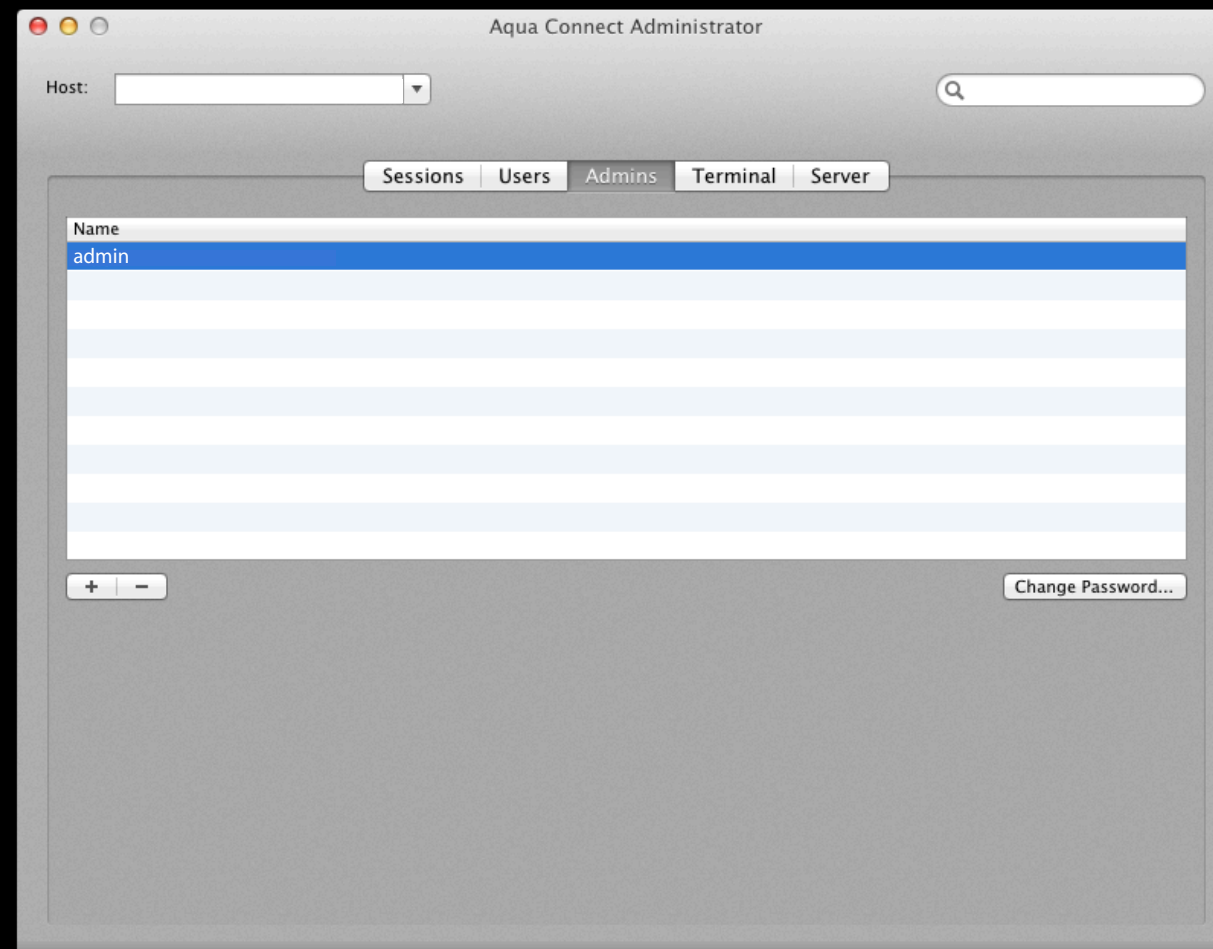 Aqua Connect Administrator
Host:
Sessions Users Admins Terminal Server
Name
admin
+ − Change Password...